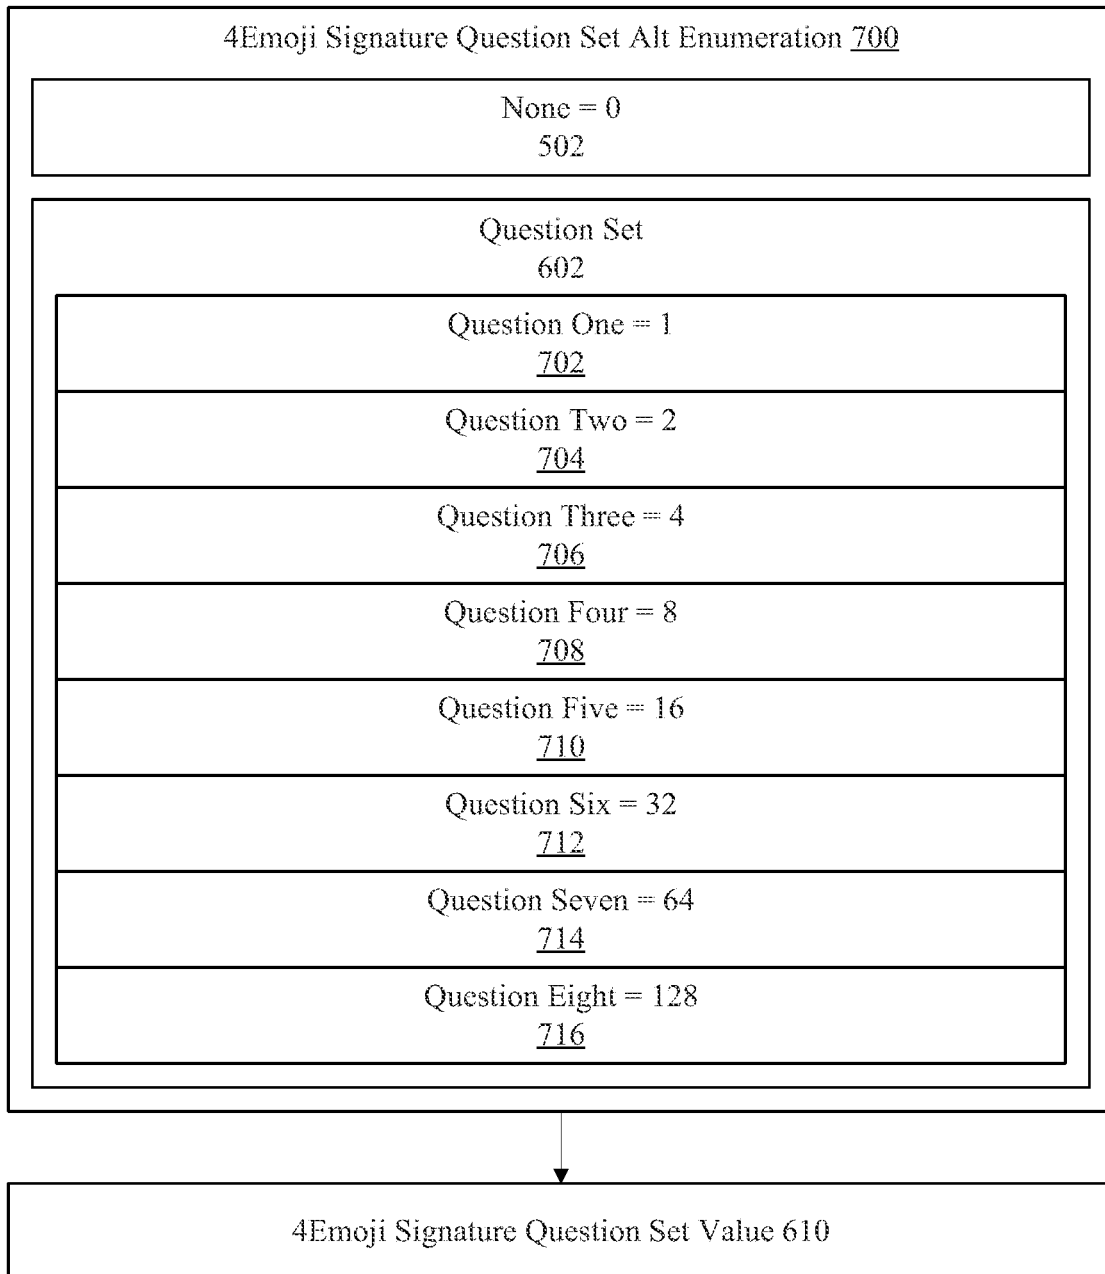 4Emoji Signature Question Set Alt Enumeration 700
None = 0
502
Question Set
602
Question One = 1
702
Question Two = 2
704
Question Three = 4
706
Question Four = 8
708
Question Five = 16
710
Question Six = 32
712
Question Seven = 64
714
Question Eight = 128
716
4Emoji Signature Question Set Value 610